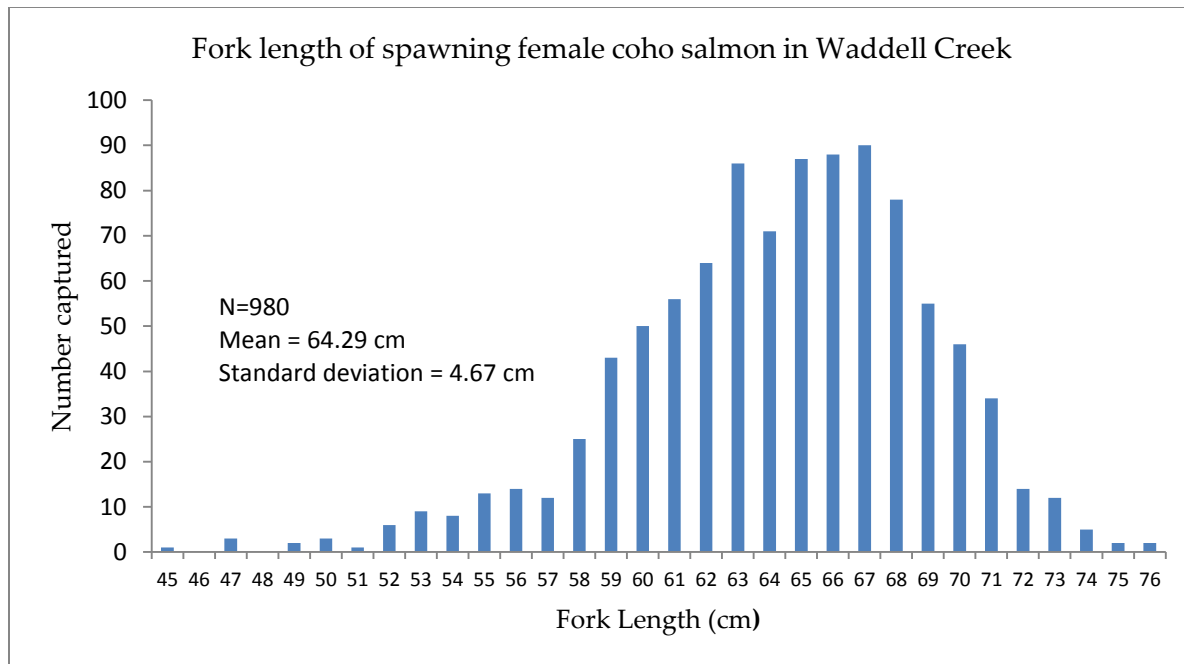 Fork length of spawning female coho salmon in Waddell Creek
100
90
80
70
60
50
40
30
20
10
0
Number captured
N=980
Mean = 64.29 cm
Standard deviation = 4.67 cm
45 46 47 48 49 50 51 52 53 54 55 56 57 58 59 60 61 62 63 64 65 66 67 68 69 70 71 72 73 74 75 76
Fork Length (cm)